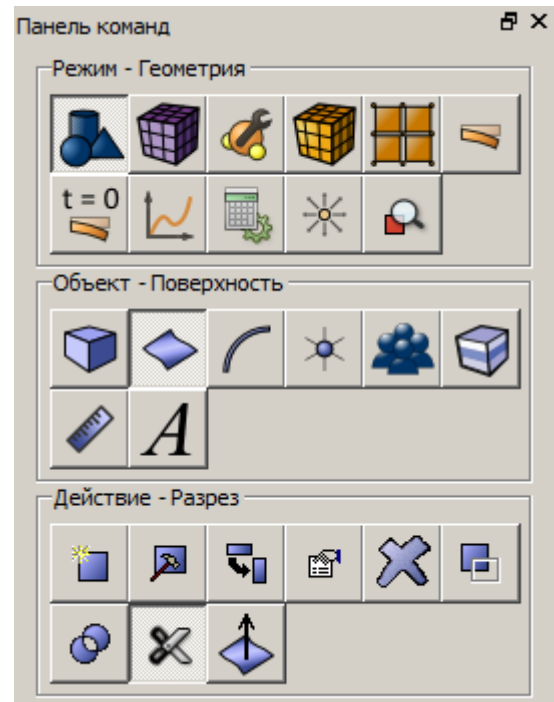 Панель команд
Режим - Геометрия
t = 0
Объект - Поверхность
A
Действие - Разрез